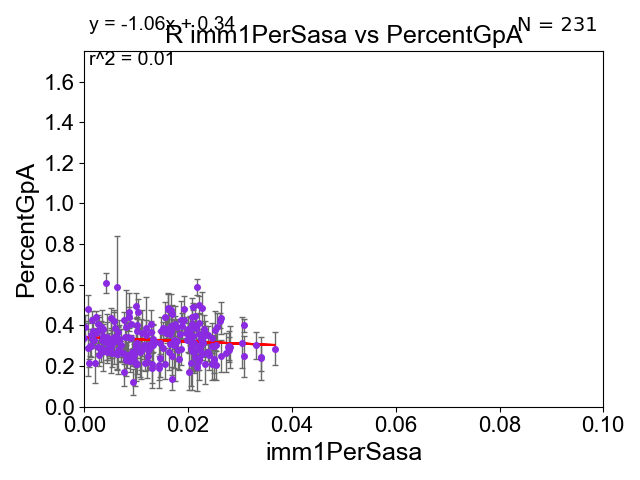 y = -1.06x + 0.34
N = 231
R imm1PerSasa vs PercentGpA
r^2 = 0.01
PercentGpA
1.6
1.4
1.2
1.0
0.8
0.6
0.4
0.2
0.0
0.00 0.02 0.04 0.06 0.08 0.10
imm1PerSasa